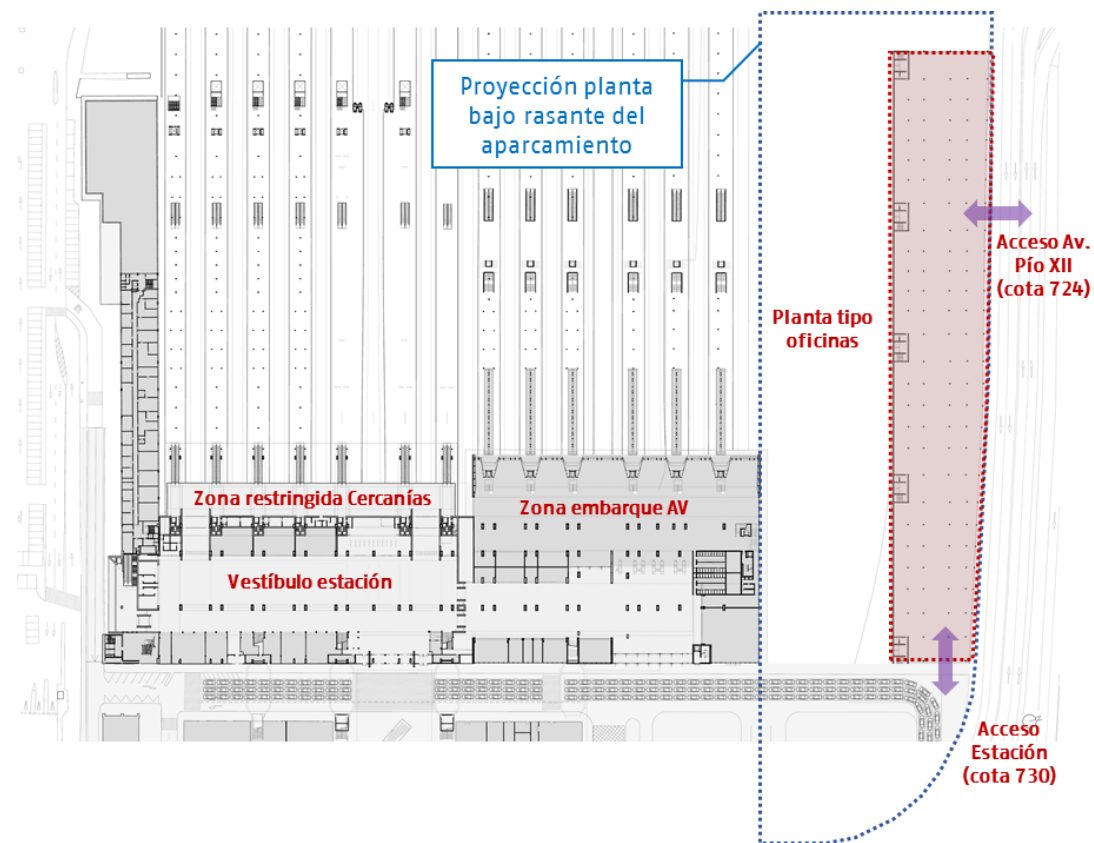 Proyección planta
bajo rasante del
aparcamiento
Acceso Av.
Pío XII
(cota 724)
Planta tipo
oficinas
Zona restringida Cercanías
Zona embarque AV
Vestíbulo estación
Acceso
Estación
(cota 730)